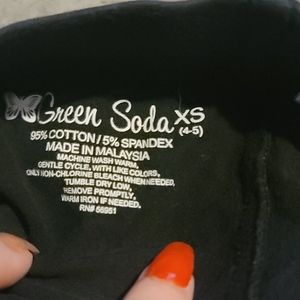 Green Soda XS
(4-5)
95% COTTON / 5% SPANDEX
MADE IN MALAYSIA
MACHINE WASH WARM,
GENTLE CYCLE, WITH LIKE COLORS,
ONLY NON-CHLORINE BLEACH WHEN NEEDED,
TUMBLE DRY LOW,
REMOVE PROMPTLY,
WARM IRON IF NEEDED,
RN# 66951